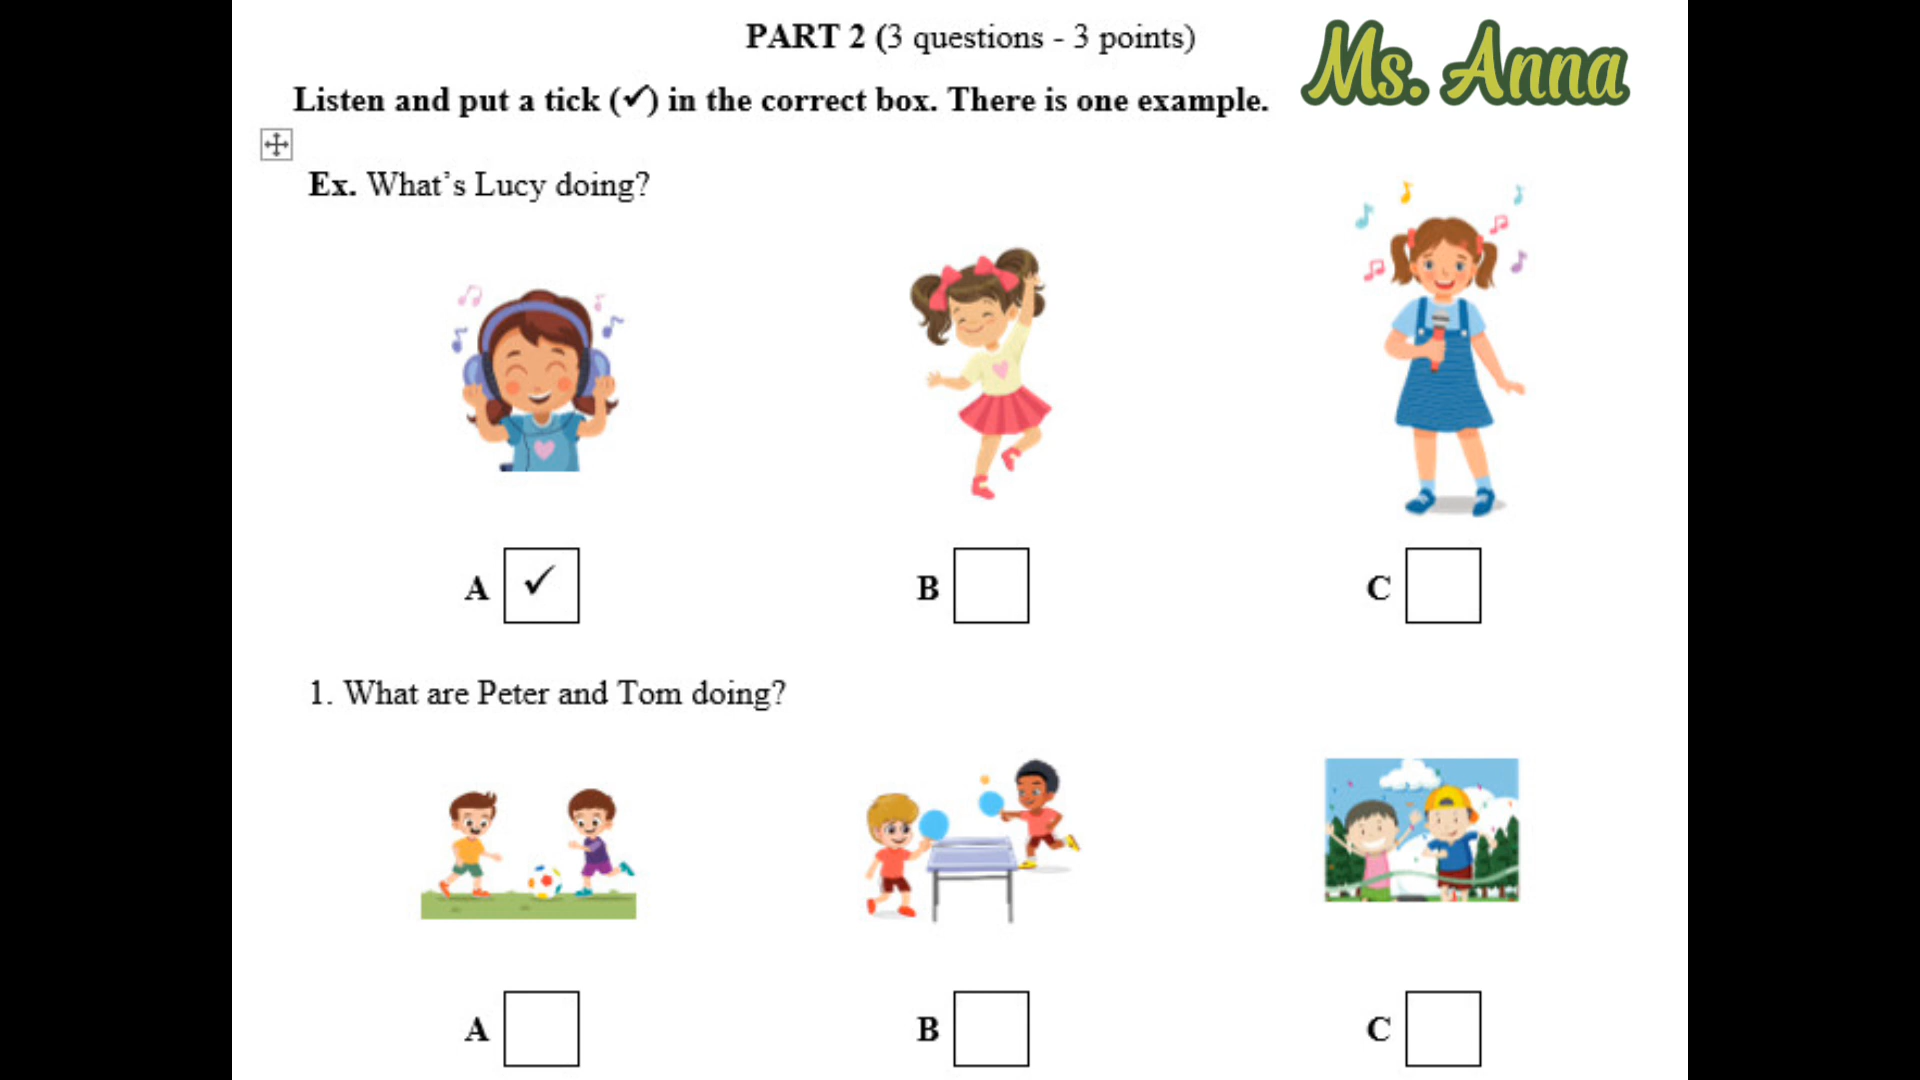 PART 2 (3 questions - 3 points)
Ms. Anna
Listen and put a tick (✓) in the correct box. There is one example.
Ex. What's Lucy doing?
A ✓ B C
1. What are Peter and Tom doing?
A B C